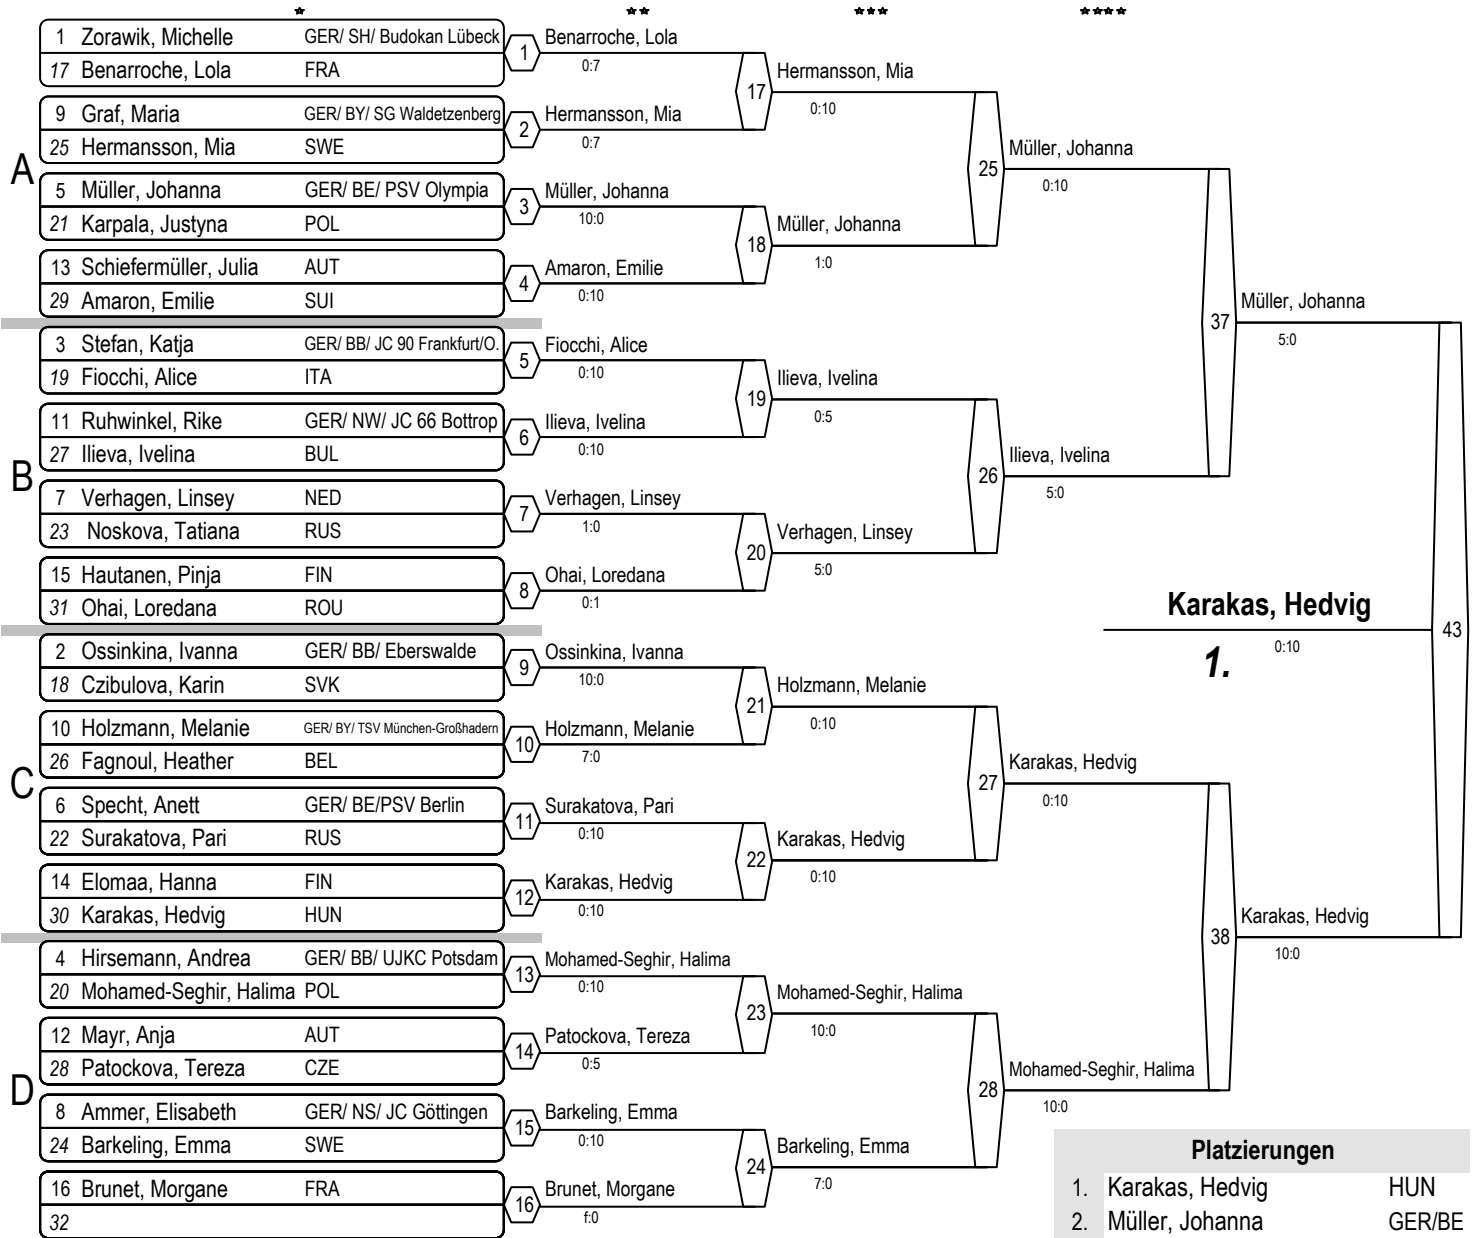 * ** *** ****
A
1 Zorawik, Michelle GER/ SH/ Budokan Lübeck
17 Benarroche, Lola FRA
9 Graf, Maria GER/ BY/ SG Waldetzenberg
25 Hermansson, Mia SWE
5 Müller, Johanna GER/ BE/ PSV Olympia
21 Karpala, Justyna POL
13 Schiefermüller, Julia AUT
29 Amaron, Emilie SUI
B
3 Stefan, Katja GER/ BB/ JC 90 Frankfurt/O.
19 Fiocchi, Alice ITA
11 Ruhwinkel, Rike GER/ NW/ JC 66 Bottrop
27 Ilieva, Ivelina BUL
7 Verhagen, Linsey NED
23 Noskova, Tatiana RUS
15 Hautanen, Pinja FIN
31 Ohai, Loredana ROU
C
2 Ossinkina, Ivanna GER/ BB/ Eberswalde
18 Czibulova, Karin SVK
10 Holzmann, Melanie GER/ BY/ TSV München-Großhadern
26 Fagnoul, Heather BEL
6 Specht, Anett GER/ BE/PSV Berlin
22 Surakatova, Pari RUS
14 Elomaa, Hanna FIN
30 Karakas, Hedvig HUN
D
4 Hirsemann, Andrea GER/ BB/ UJKC Potsdam
20 Mohamed-Seghir, Halima POL
12 Mayr, Anja AUT
28 Patockova, Tereza CZE
8 Ammer, Elisabeth GER/ NS/ JC Göttingen
24 Barkeling, Emma SWE
16 Brunet, Morgane FRA
32
1 Benarroche, Lola
0:7
2 Hermansson, Mia
0:7
3 Müller, Johanna
10:0
4 Amaron, Emilie
0:10
5 Fiocchi, Alice
0:10
6 Ilieva, Ivelina
0:10
7 Verhagen, Linsey
1:0
8 Ohai, Loredana
0:1
9 Ossinkina, Ivanna
10:0
10 Holzmann, Melanie
7:0
11 Surakatova, Pari
0:10
12 Karakas, Hedvig
0:10
13 Mohamed-Seghir, Halima
0:10
14 Patockova, Tereza
0:5
15 Barkeling, Emma
0:10
16 Brunet, Morgane
f:0
17 Hermansson, Mia
0:10
18 Müller, Johanna
1:0
19 Ilieva, Ivelina
0:5
20 Verhagen, Linsey
5:0
21 Holzmann, Melanie
0:10
22 Karakas, Hedvig
0:10
23 Mohamed-Seghir, Halima
10:0
24 Barkeling, Emma
7:0
25 Müller, Johanna
0:10
26 Ilieva, Ivelina
5:0
27 Karakas, Hedvig
0:10
28 Mohamed-Seghir, Halima
10:0
37 Müller, Johanna
5:0
38 Karakas, Hedvig
10:0
Karakas, Hedvig
43
0:10
1.
Platzierungen
1. Karakas, Hedvig HUN
2. Müller, Johanna GER/BE